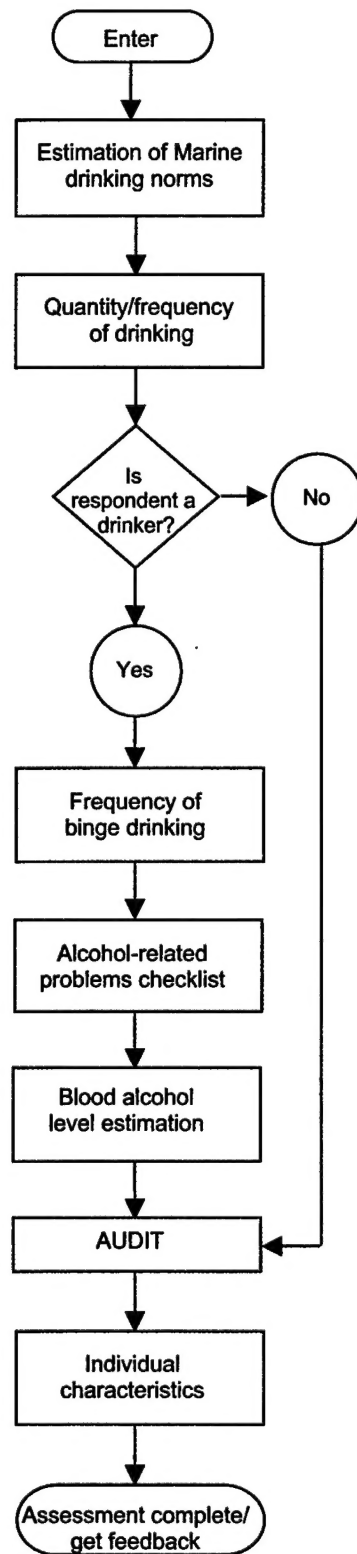 Enter
Estimation of Marine
drinking norms
Quantity/frequency
of drinking
Is
respondent a
drinker?
No
Yes
Frequency of
binge drinking
Alcohol-related
problems checklist
Blood alcohol
level estimation
AUDIT
Individual
characteristics
Assessment complete/
get feedback